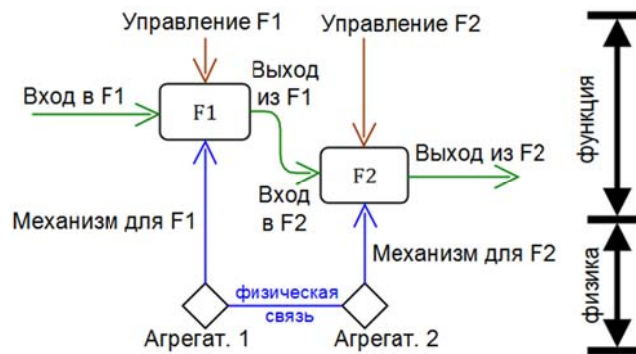 Управление F1
Управление F2
Вход в F1
F1
Выход
из F1
F2
Выход из F2
Вход
в F2
Механизм для F1
Механизм для F2
физическая
связь
Агрегат. 1
Агрегат. 2
функция
физика